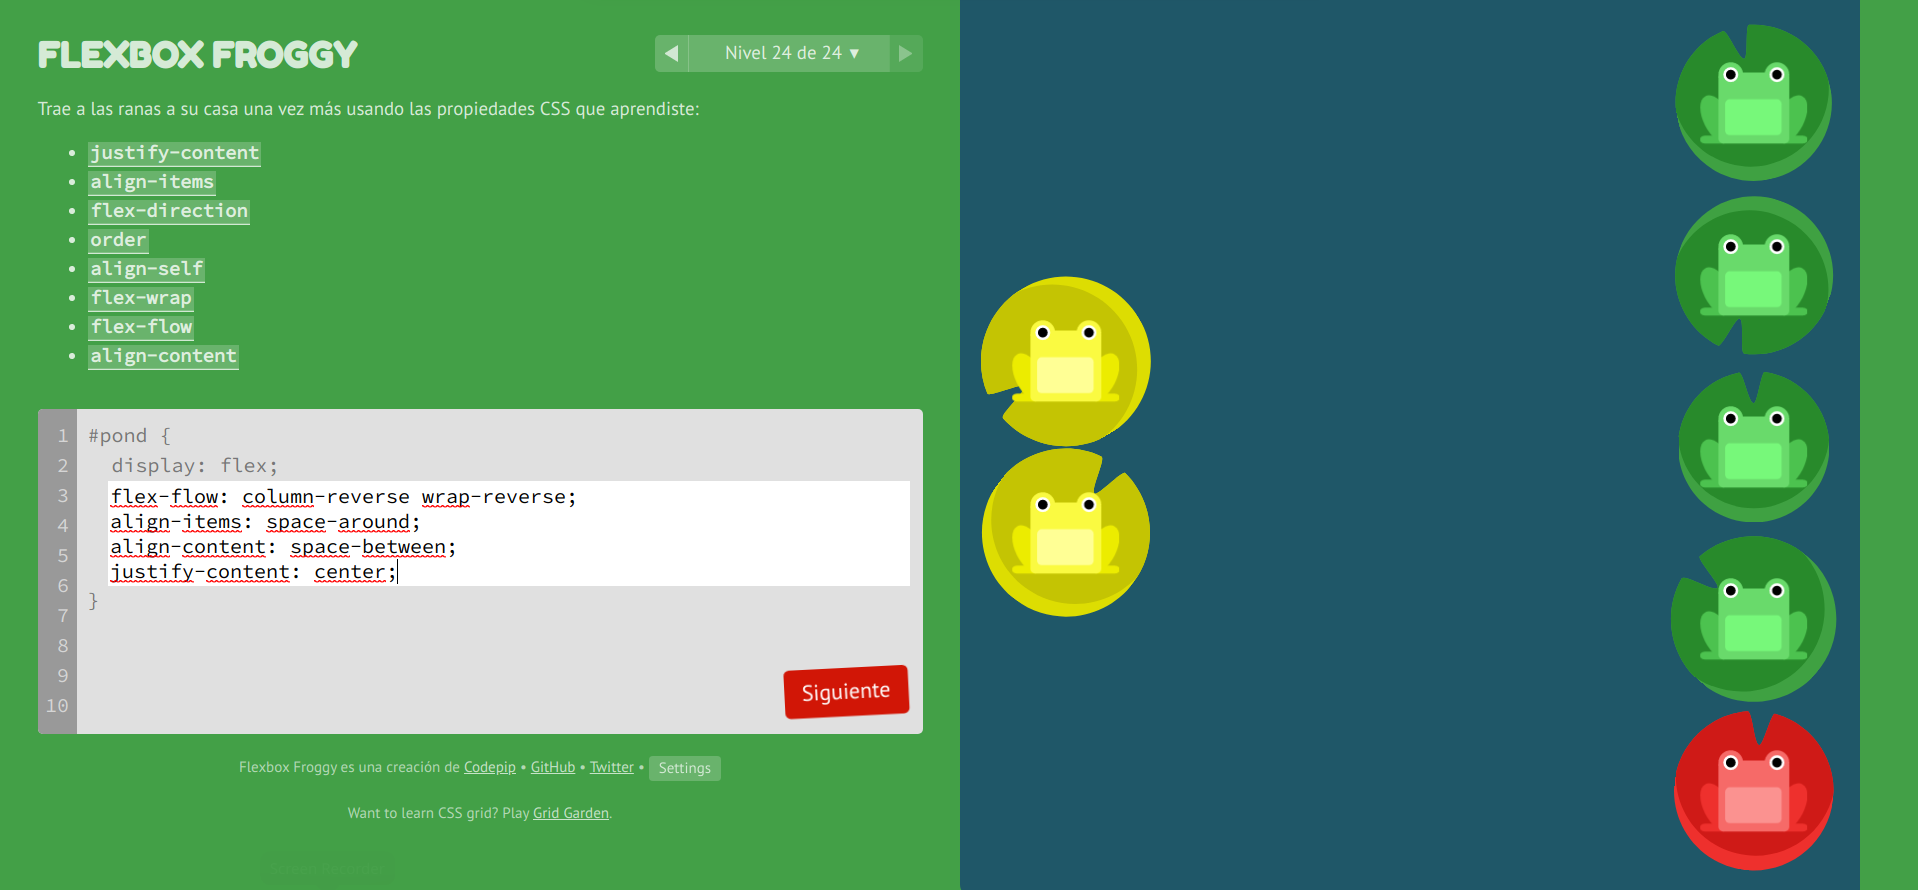 FLEXBOX FROGGY
◀ Nivel 24 de 24 ▼ ▶
Trae a las ranas a su casa una vez más usando las propiedades CSS que aprendiste:
• justify-content
• align-items
• flex-direction
• order
• align-self
• flex-wrap
• flex-flow
• align-content
1 #pond {
2 display: flex;
3 flex-flow: column-reverse wrap-reverse;
4 align-items: space-around;
5 align-content: space-between;
6 justify-content: center;
7 }
8
9
10
Siguiente
Flexbox Froggy es una creación de Codepip • GitHub • Twitter • Settings
Want to learn CSS grid? Play Grid Garden.